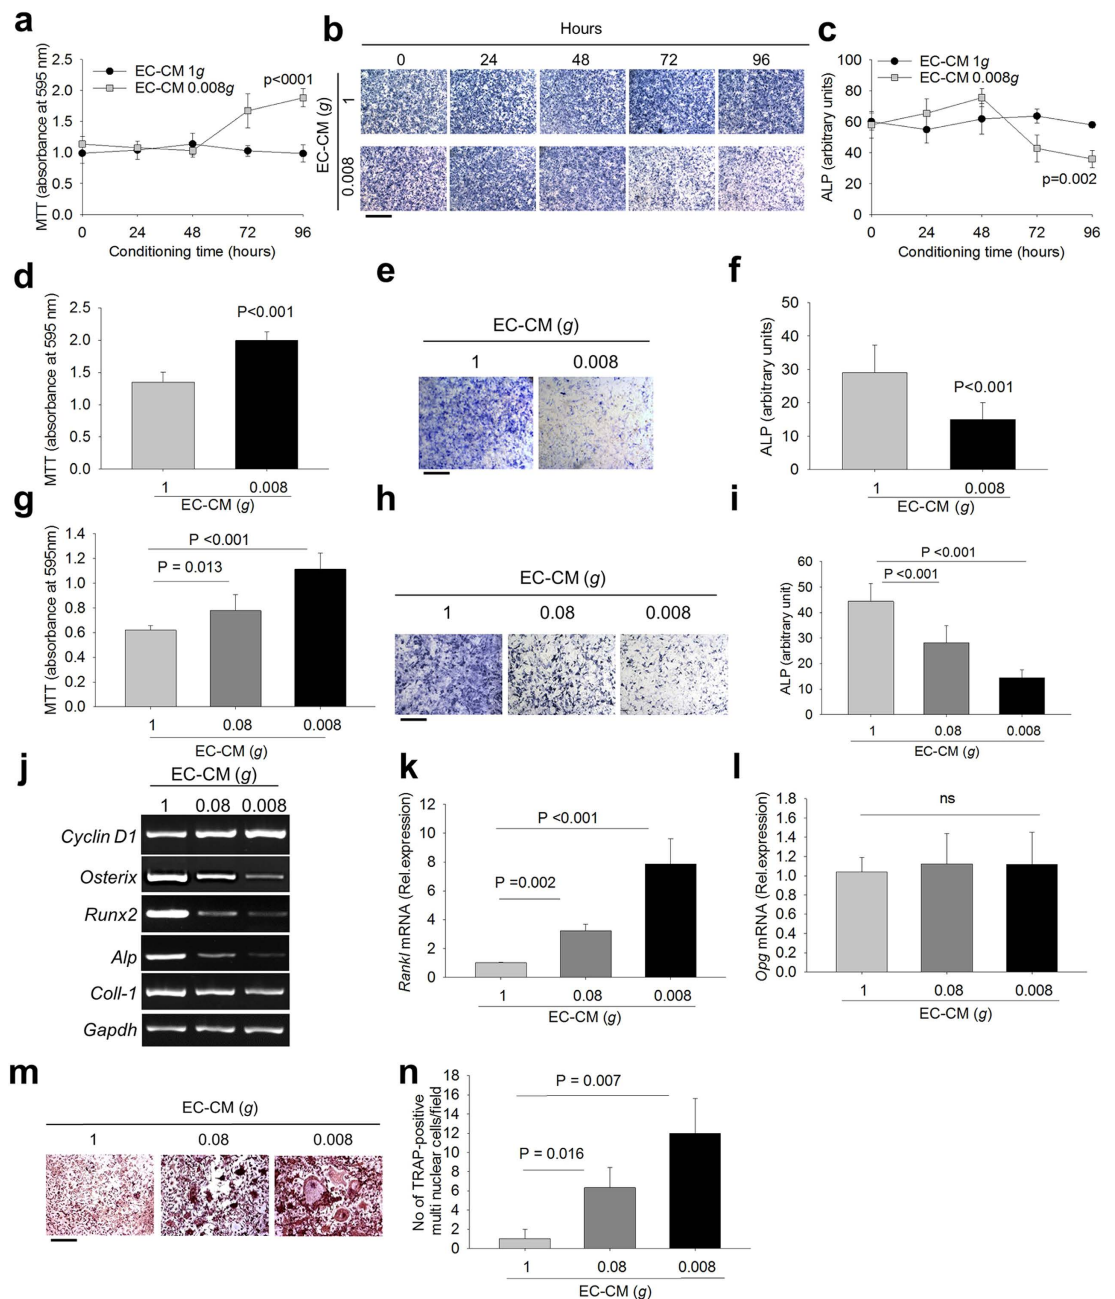 a
MTT (absorbance at 595 nm)
2.5
2.0
1.5
1.0
0.5
0.0
EC-CM 1g
EC-CM 0.008g
p<0001
0 24 48 72 96
Conditioning time (hours)
b
Hours
0 24 48 72 96
EC-CM (g)
1
0.008
c
ALP (arbitrary units)
100
80
60
40
20
0
EC-CM 1g
EC-CM 0.008g
p=0.002
0 24 48 72 96
Conditioning time (hours)
d
MTT (absorbance at 595 nm)
2.5
2.0
1.5
1.0
0.5
0.0
P<0.001
1 0.008
EC-CM (g)
e
EC-CM (g)
1 0.008
f
ALP (arbitrary units)
50
40
30
20
10
0
P<0.001
1 0.008
EC-CM (g)
g
MTT (absorbance at 595nm)
1.4
1.2
1.0
0.8
0.6
0.4
0.2
0.0
P <0.001
P = 0.013
1 0.08 0.008
EC-CM (g)
h
EC-CM (g)
1 0.08 0.008
i
ALP (arbitrary unit)
60
50
40
30
20
10
0
P <0.001
P <0.001
1 0.08 0.008
EC-CM (g)
j
EC-CM (g)
1 0.08 0.008
Cyclin D1
Osterix
Runx2
Alp
Coll-1
Gapdh
k
Rankl mRNA (Rel.expression)
12
10
8
6
4
2
0
P <0.001
P =0.002
1 0.08 0.008
EC-CM (g)
l
Opg mRNA (Rel.expression)
1.8
1.6
1.4
1.2
1.0
0.8
0.6
0.4
0.2
0.0
ns
1 0.08 0.008
EC-CM (g)
m
EC-CM (g)
1 0.08 0.008
n
No of TRAP-positive
multi nuclear cells/field
18
16
14
12
10
8
6
4
2
0
P = 0.007
P = 0.016
1 0.08 0.008
EC-CM (g)